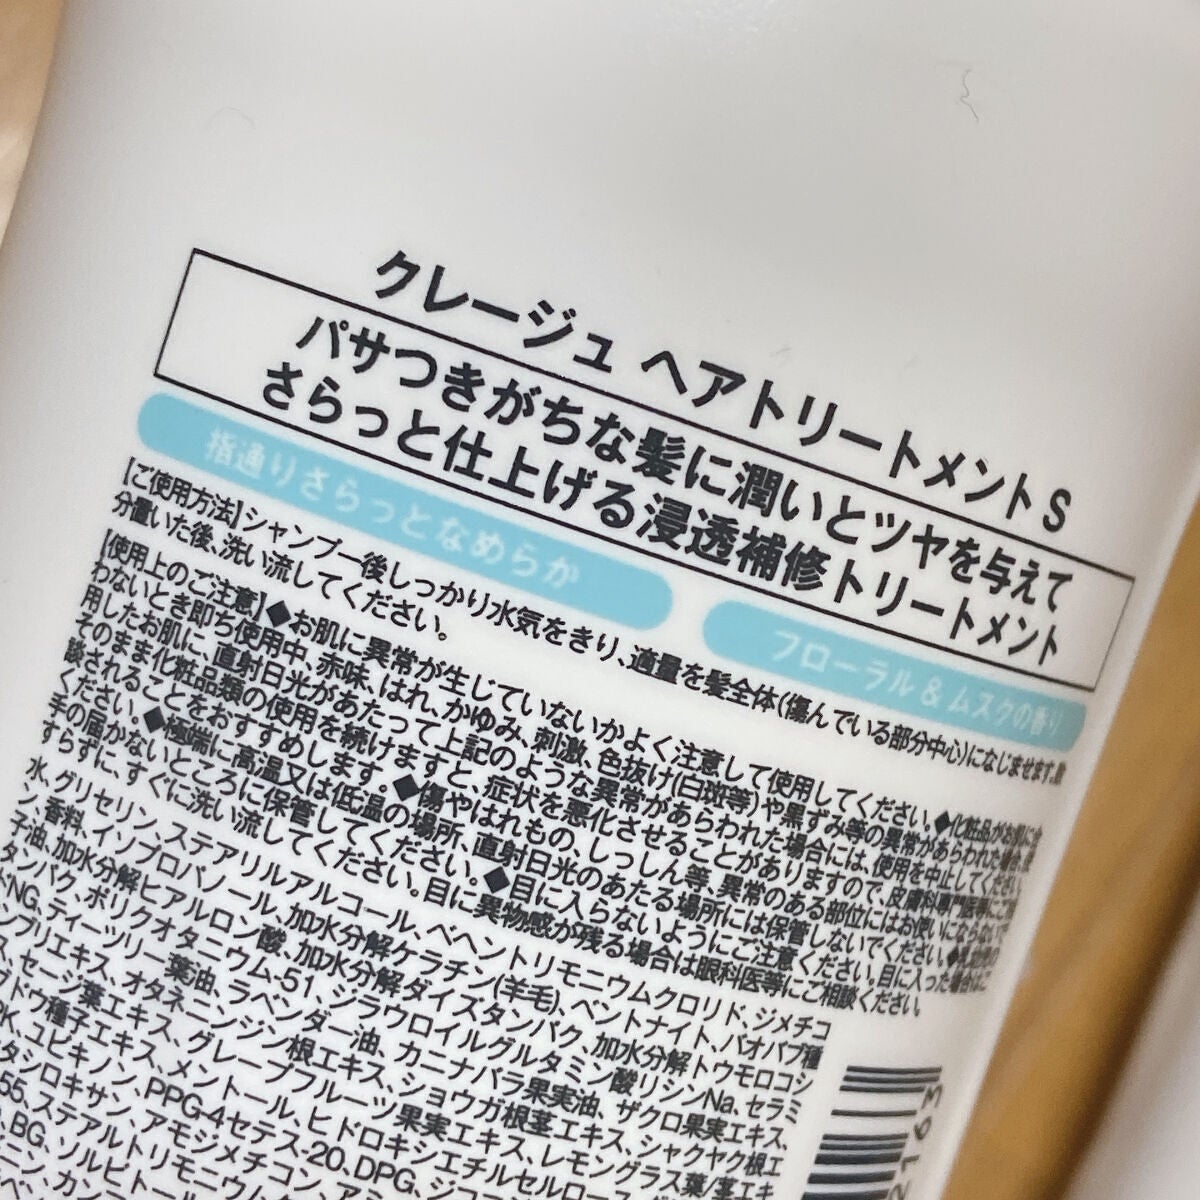 クレージュ ヘアトリートメント S
パサつきがちな髪に潤いとツヤを与えて
さらっと仕上げる浸透補修トリートメント
指通りさらっとなめらか
フローラル & ムスクの香り
【ご使用方法】シャンプー後しっかり水気をきり、適量を髪全体(傷んでいる部分中心)になじませます。
分置いた後、洗い流してください。
【使用上のご注意】◆お肌に異常が生じていないかよく注意して使用してください。◆化粧品がお肌に合
わないとき即ち使用中、赤味、はれ、かゆみ、刺激、色抜け(白斑等)や黒ずみ等の異常があらわれた場合、使
用したお肌に、直射日光があたって上記のような異常があらわれた場合には、使用を中止してください。
そのまま化粧品類の使用を続けますと、症状を悪化させることがありますので、皮膚科専門医等にご相
談されることをおすすめします。◆傷やはれもの、しっしん等、異常のある部位にはお使いにならないで
ください。◆極端に高温又は低温の場所、直射日光のあたる場所には保管しないでください。◆乳幼児の
手の届かないところに保管してください。◆目に入らないようにご注意ください。目に入った場合はこ
すらずに、すぐに洗い流してください。目に異物感が残る場合は眼科医等にご相談ください。
水、グリセリン、ステアリルアルコール、ベヘントリモニウムクロリド、ジメチコ
ン、香料、イソプロパノール、加水分解ケラチン(羊毛)、ベントナイト、バオバブ種
子油、加水分解ヒアルロン酸、加水分解ダイズタンパク、加水分解トウモロコシ
タンパク、ポリクオタニウム-51、ジラウロイルグルタミン酸リシンNa、セラミ
NG、ティーツリー葉油、ラベンダー油、カニナバラ果実油、ザクロ果実エキス、
エキス、オタネニンジン根エキス、ショウガ根茎エキス、シャクヤク根エ
、セージ葉エキス、グレープフルーツ果実エキス、レモングラス葉/茎エキ
ドウ種子エキス、メントール、ヒドロキシエチルセルロース、
PK、ユビキノン、PPG-4セテス-20、DPG、
タシロキサン、アモジメチコン、
55、ステアルトリモニウム
BG、ソルビトール